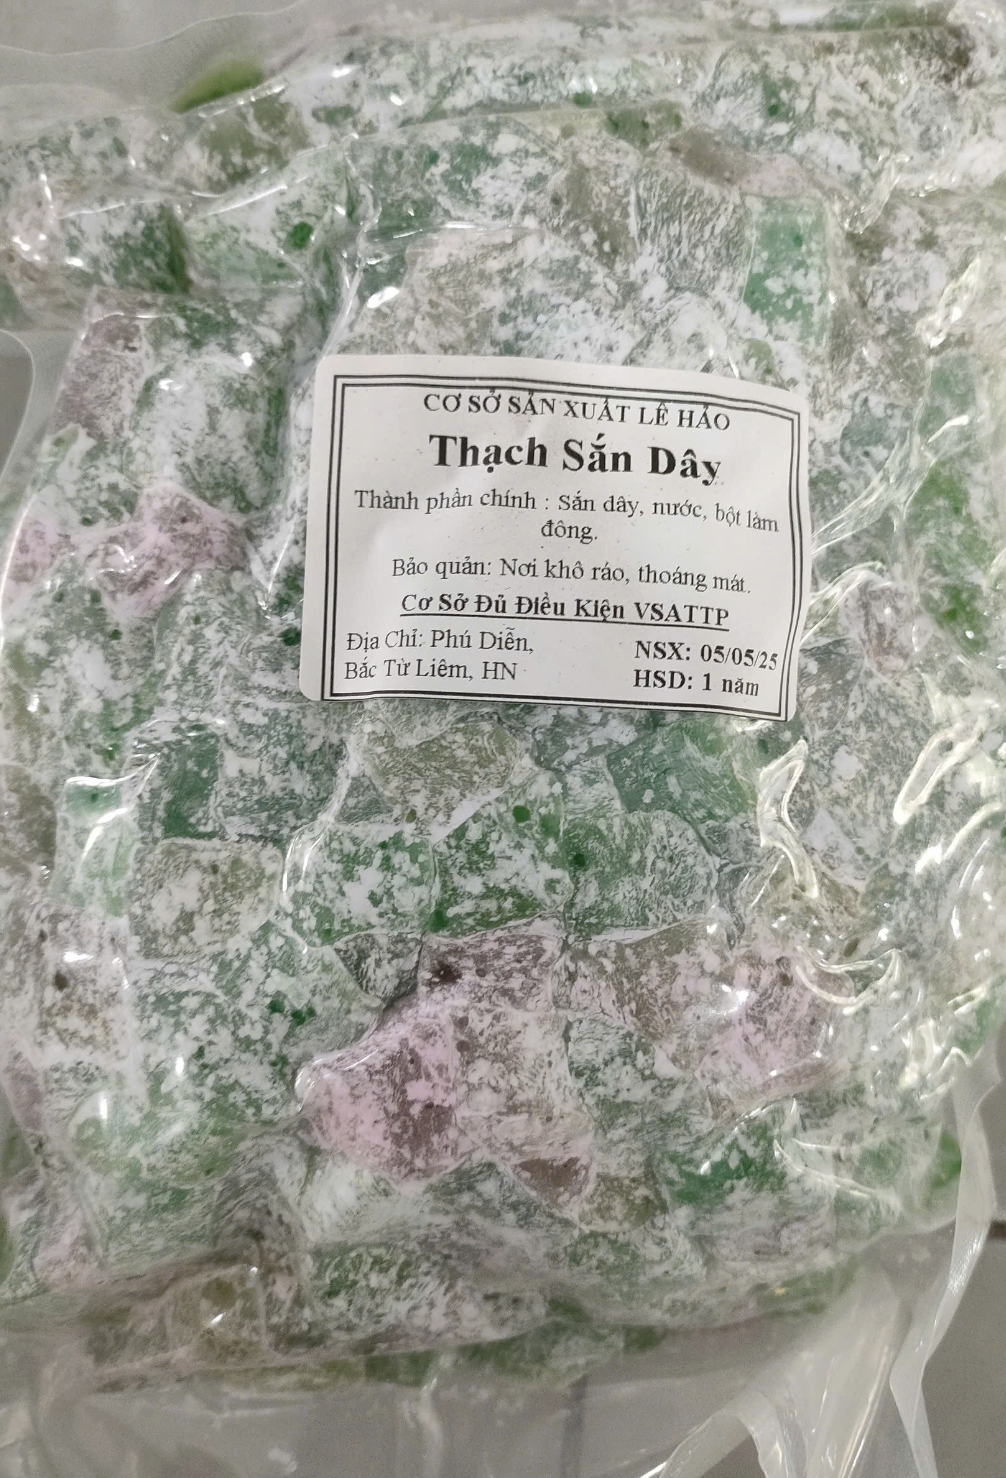 CƠ SỞ SẢN XUẤT LÊ HẢO
Thạch Sắn Dây
Thành phần chính : Sắn dây, nước, bột làm
đông.
Bảo quản: Nơi khô ráo, thoáng mát.
Cơ Sở Đủ Điều Kiện VSATTP
Địa Chỉ: Phú Diễn,
Bắc Từ Liêm, HN
NSX: 05/05/25
HSD: 1 năm